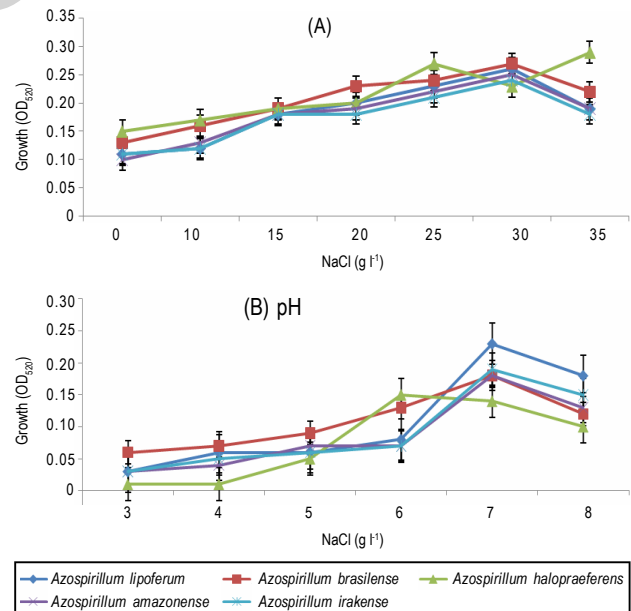 (A)
0.35
0.30
0.25
0.20
0.15
0.10
0.05
0
Growth (OD520)
0 10 15 20 25 30 35
NaCl (g l-1)
(B) pH
0.30
0.25
0.20
0.15
0.10
0.05
0
Growth (OD520)
3 4 5 6 7 8
NaCl (g l-1)
Azospirillum lipoferum Azospirillum brasilense Azospirillum halopraeferens
Azospirillum amazonense Azospirillum irakense